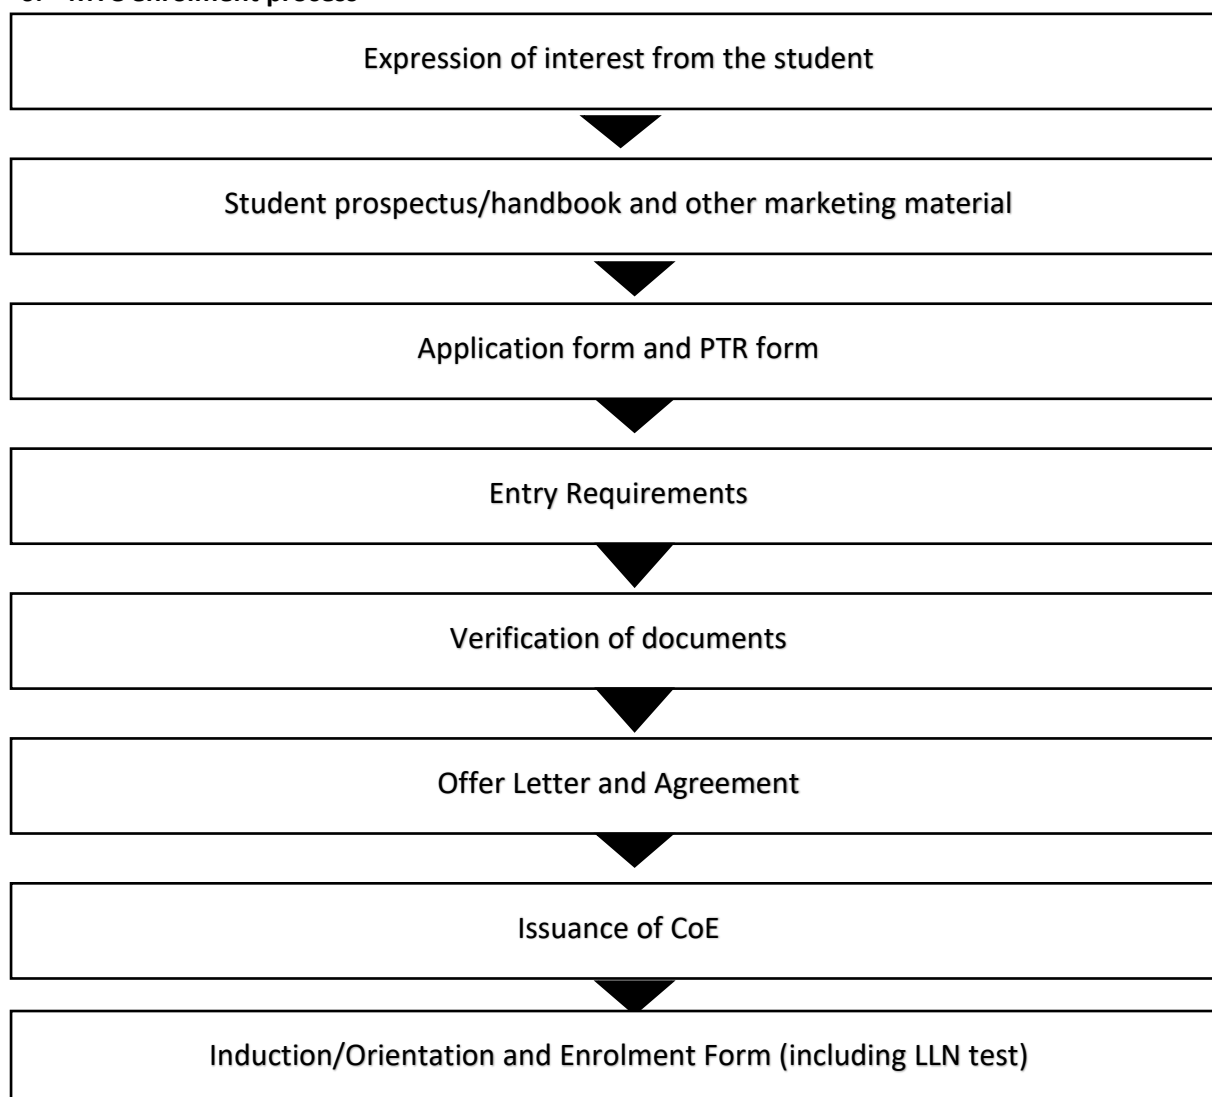 enrolment process
Expression of interest from the student
Student prospectus/handbook and other marketing material
Application form and PTR form
Entry Requirements
Verification of documents
Offer Letter and Agreement
Issuance of CoE
Induction/Orientation and Enrolment Form (including LLN test)